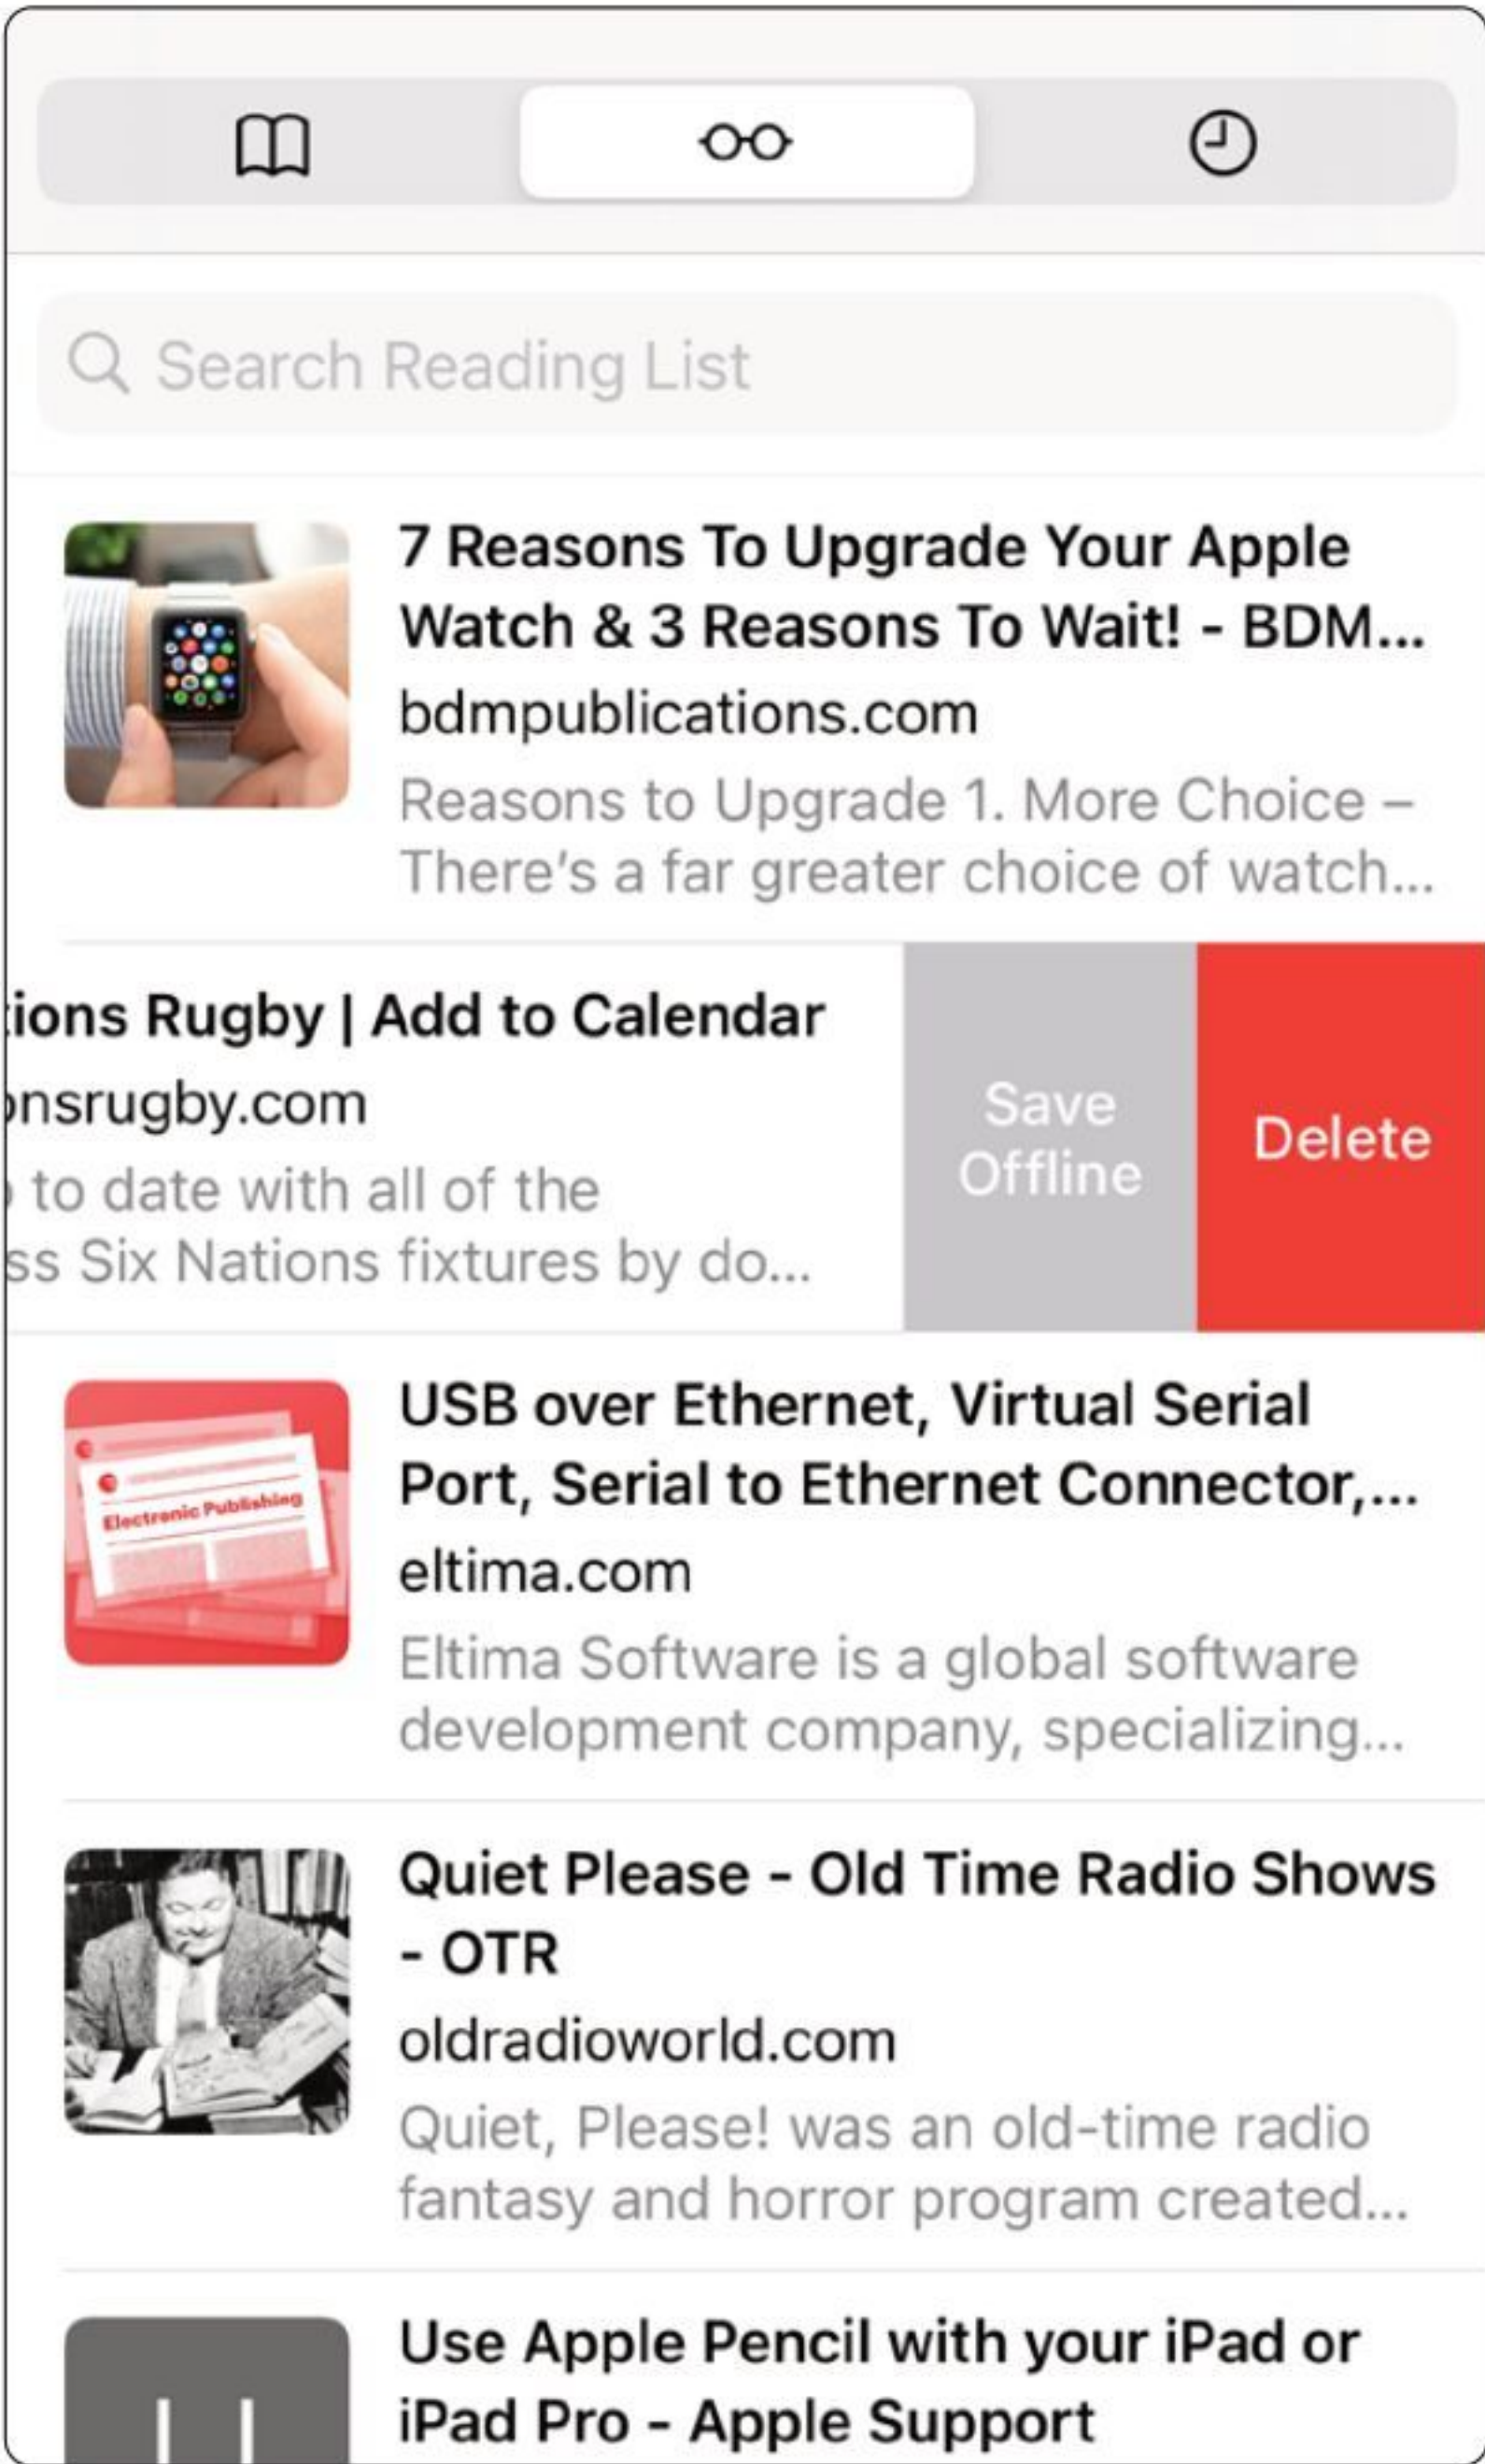 Search Reading List
7 Reasons To Upgrade Your Apple
Watch & 3 Reasons To Wait! - BDM...
bdmpublications.com
Reasons to Upgrade 1. More Choice –
There's a far greater choice of watch...
tions Rugby | Add to Calendar
onsrugby.com
to date with all of the
ss Six Nations fixtures by do...
Save
Offline
Delete
Electronic Publishing
USB over Ethernet, Virtual Serial
Port, Serial to Ethernet Connector,...
eltima.com
Eltima Software is a global software
development company, specializing...
Quiet Please - Old Time Radio Shows
- OTR
oldradioworld.com
Quiet, Please! was an old-time radio
fantasy and horror program created...
Use Apple Pencil with your iPad or
iPad Pro - Apple Support